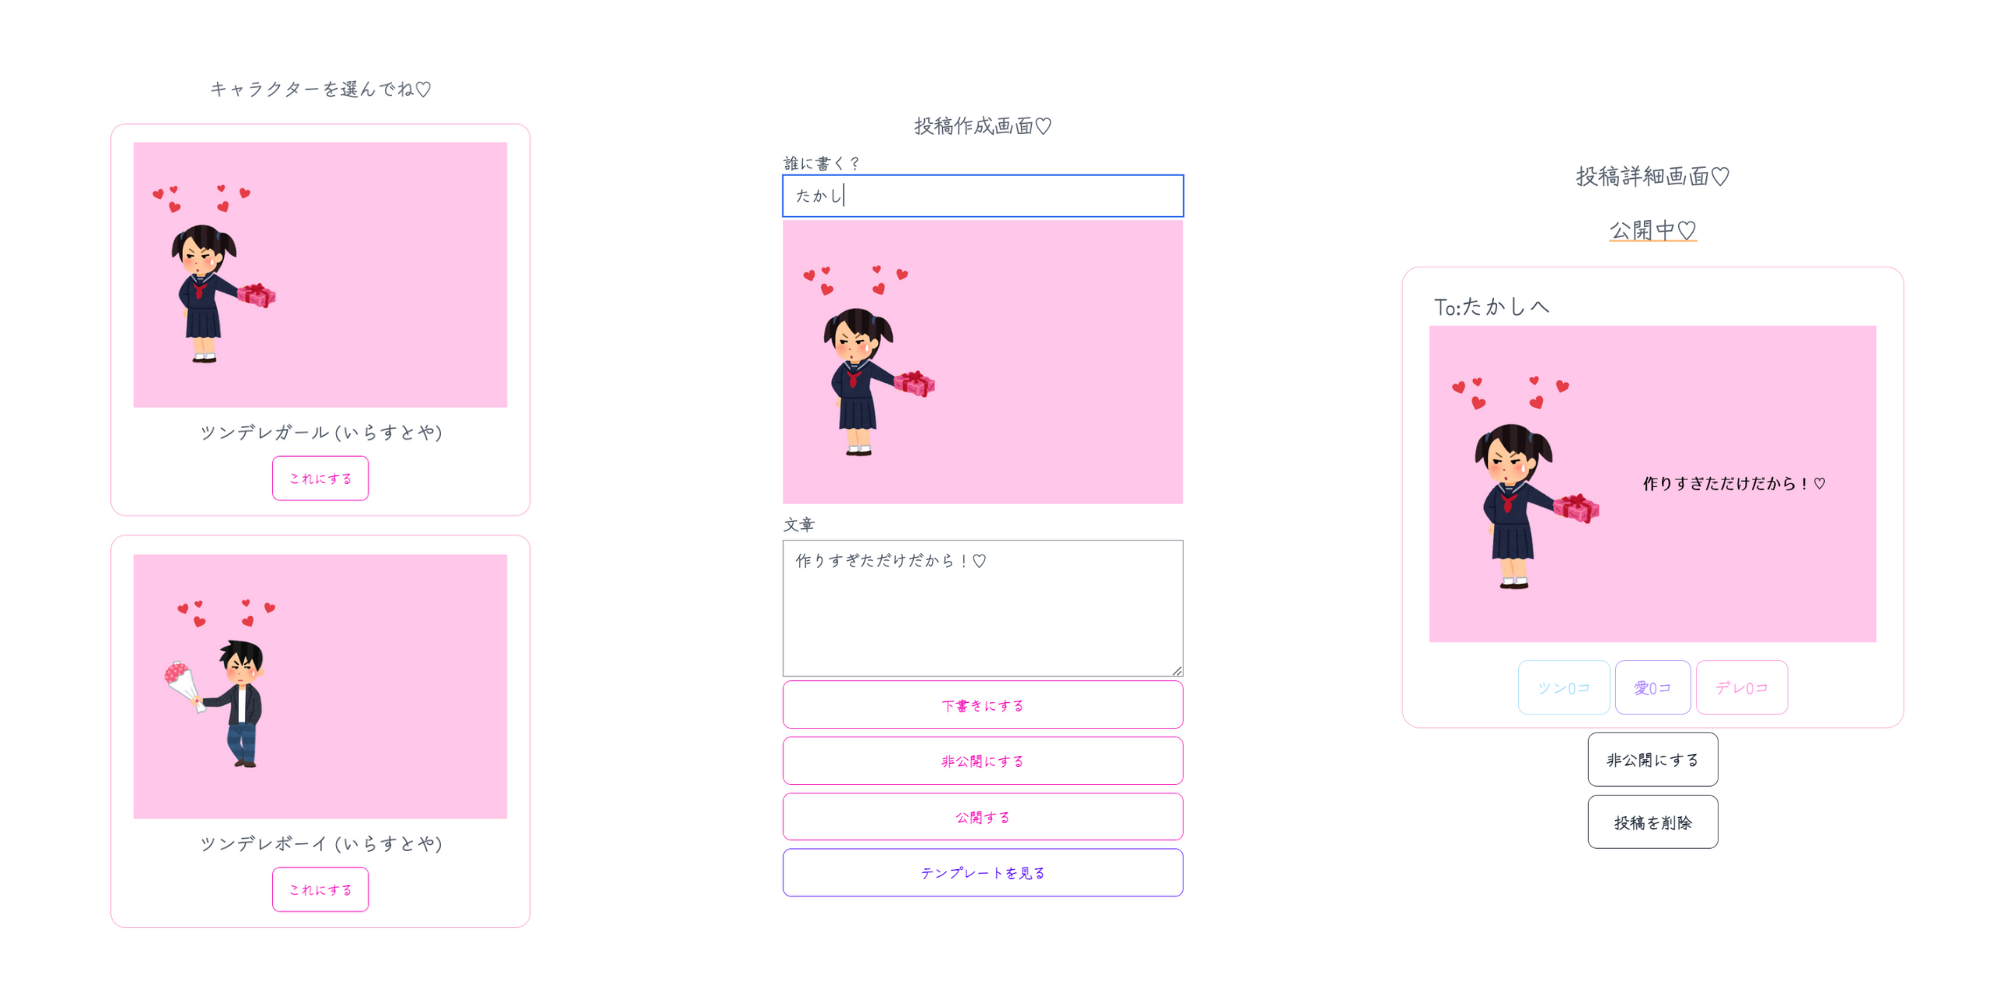 キャラクターを選んでね♡
ツンデレガール (いらすとや)
これにする
ツンデレボーイ (いらすとや)
これにする
投稿作成画面♡
誰に書く？
たかし
文章
作りすぎただけだから！♡
下書きにする
非公開にする
公開する
テンプレートを見る
投稿詳細画面♡
公開中♡
To:たかしへ
作りすぎただけだから！♡
ツン0コ
愛0コ
デレ0コ
非公開にする
投稿を削除